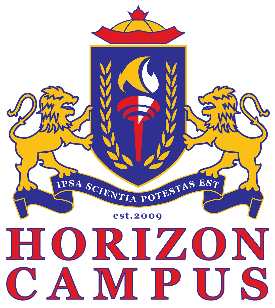 IPSA SCIENTIA POTESTAS EST
est.2009
HORIZON
CAMPUS